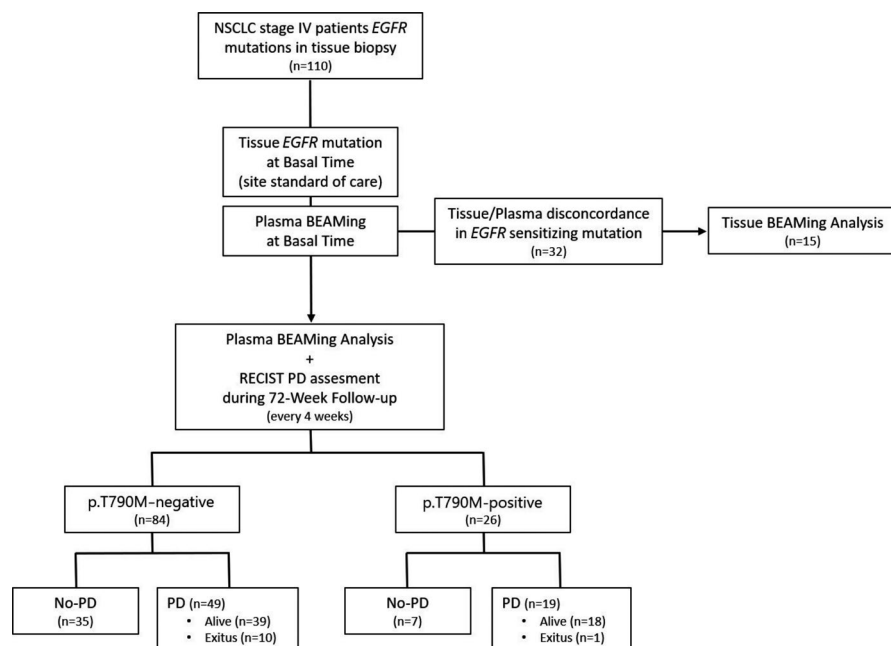 NSCLC stage IV patients EGFR
mutations in tissue biopsy
(n=110)
Tissue EGFR mutation
at Basal Time
(site standard of care)
Plasma BEAMing
at Basal Time
Tissue/Plasma disconcordance
in EGFR sensitizing mutation
(n=32)
Tissue BEAMing Analysis
(n=15)
Plasma BEAMing Analysis
+
RECIST PD assesment
during 72-Week Follow-up
(every 4 weeks)
p.T790M-negative
(n=84)
p.T790M-positive
(n=26)
No-PD
(n=35)
PD (n=49)
• Alive (n=39)
• Exitus (n=10)
No-PD
(n=7)
PD (n=19)
• Alive (n=18)
• Exitus (n=1)